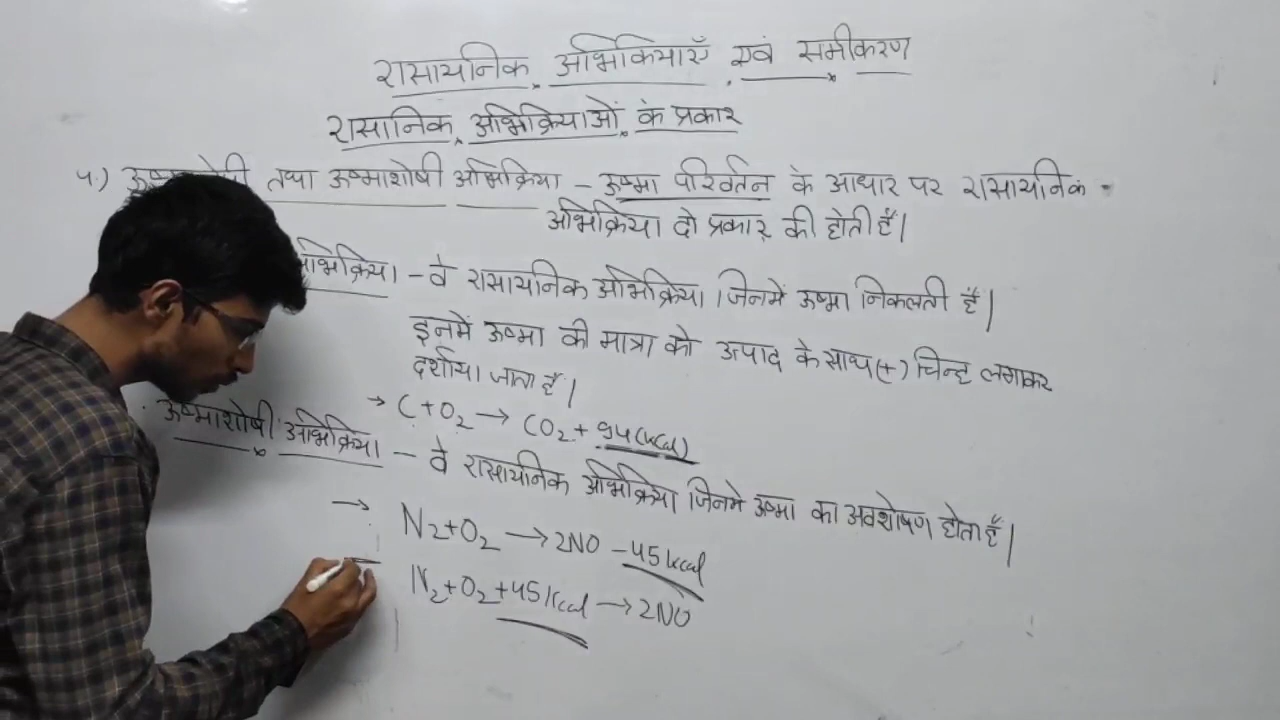 रासायनिक अभिक्रियाएँ एवं समीकरण
रासानिक अभिक्रियाओं के प्रकार
तथा ऊष्माशोषी अभिक्रिया - ऊष्मा परिवर्तन के आधार पर रासायनिक
अभिक्रिया दो प्रकार की होती हैं।
अभिक्रिया - वे रासायनिक अभिक्रिया जिनमें ऊष्मा निकलती हैं।
इनमें ऊष्मा की मात्रा को उत्पाद के साथ (+) चिन्ह लगाकर
दर्शाया जाता हैं।
→ C + O₂ → CO₂ + 94 (kcal)
ऊष्माशोषी अभिक्रिया - वे रासायनिक अभिक्रिया जिनमे ऊष्मा का अवशोषण होता हैं।
→ N₂ + O₂ → 2NO - 45 kcal
N₂ + O₂ + 45 kcal → 2NO